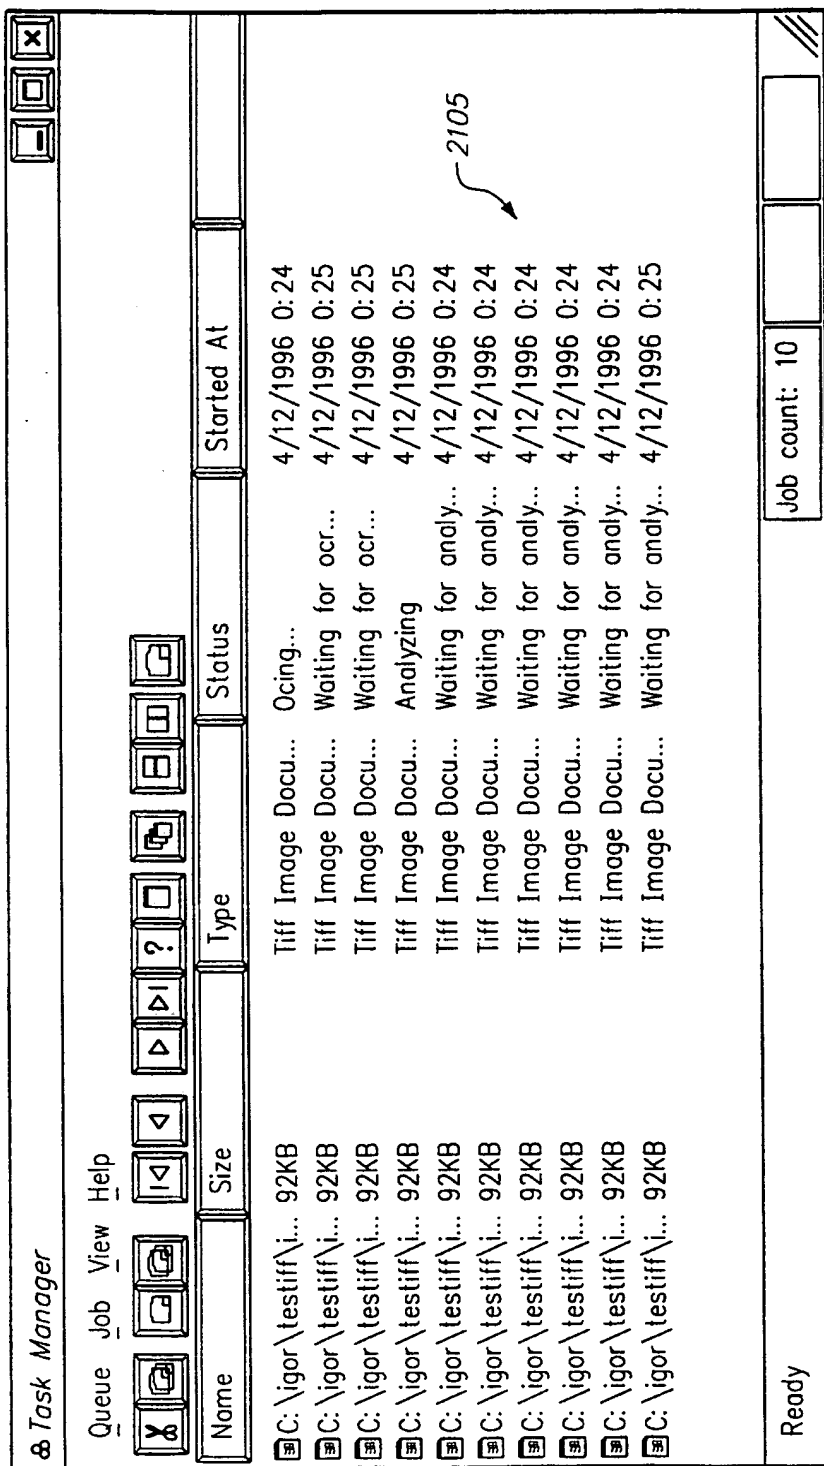 Task Manager
Queue Job View Help
?
Name Size Type Status Started At
C: \igor\testiff\i... 92KB Tiff Image Docu... Ocing... 4/12/1996 0:24
C: \igor\testiff\i... 92KB Tiff Image Docu... Waiting for ocr... 4/12/1996 0:25
C: \igor\testiff\i... 92KB Tiff Image Docu... Waiting for ocr... 4/12/1996 0:25
C: \igor\testiff\i... 92KB Tiff Image Docu... Analyzing 4/12/1996 0:25
C: \igor\testiff\i... 92KB Tiff Image Docu... Waiting for analy... 4/12/1996 0:24
C: \igor\testiff\i... 92KB Tiff Image Docu... Waiting for analy... 4/12/1996 0:24
C: \igor\testiff\i... 92KB Tiff Image Docu... Waiting for analy... 4/12/1996 0:24
C: \igor\testiff\i... 92KB Tiff Image Docu... Waiting for analy... 4/12/1996 0:24
C: \igor\testiff\i... 92KB Tiff Image Docu... Waiting for analy... 4/12/1996 0:24
C: \igor\testiff\i... 92KB Tiff Image Docu... Waiting for analy... 4/12/1996 0:25
2105
Ready Job count: 10